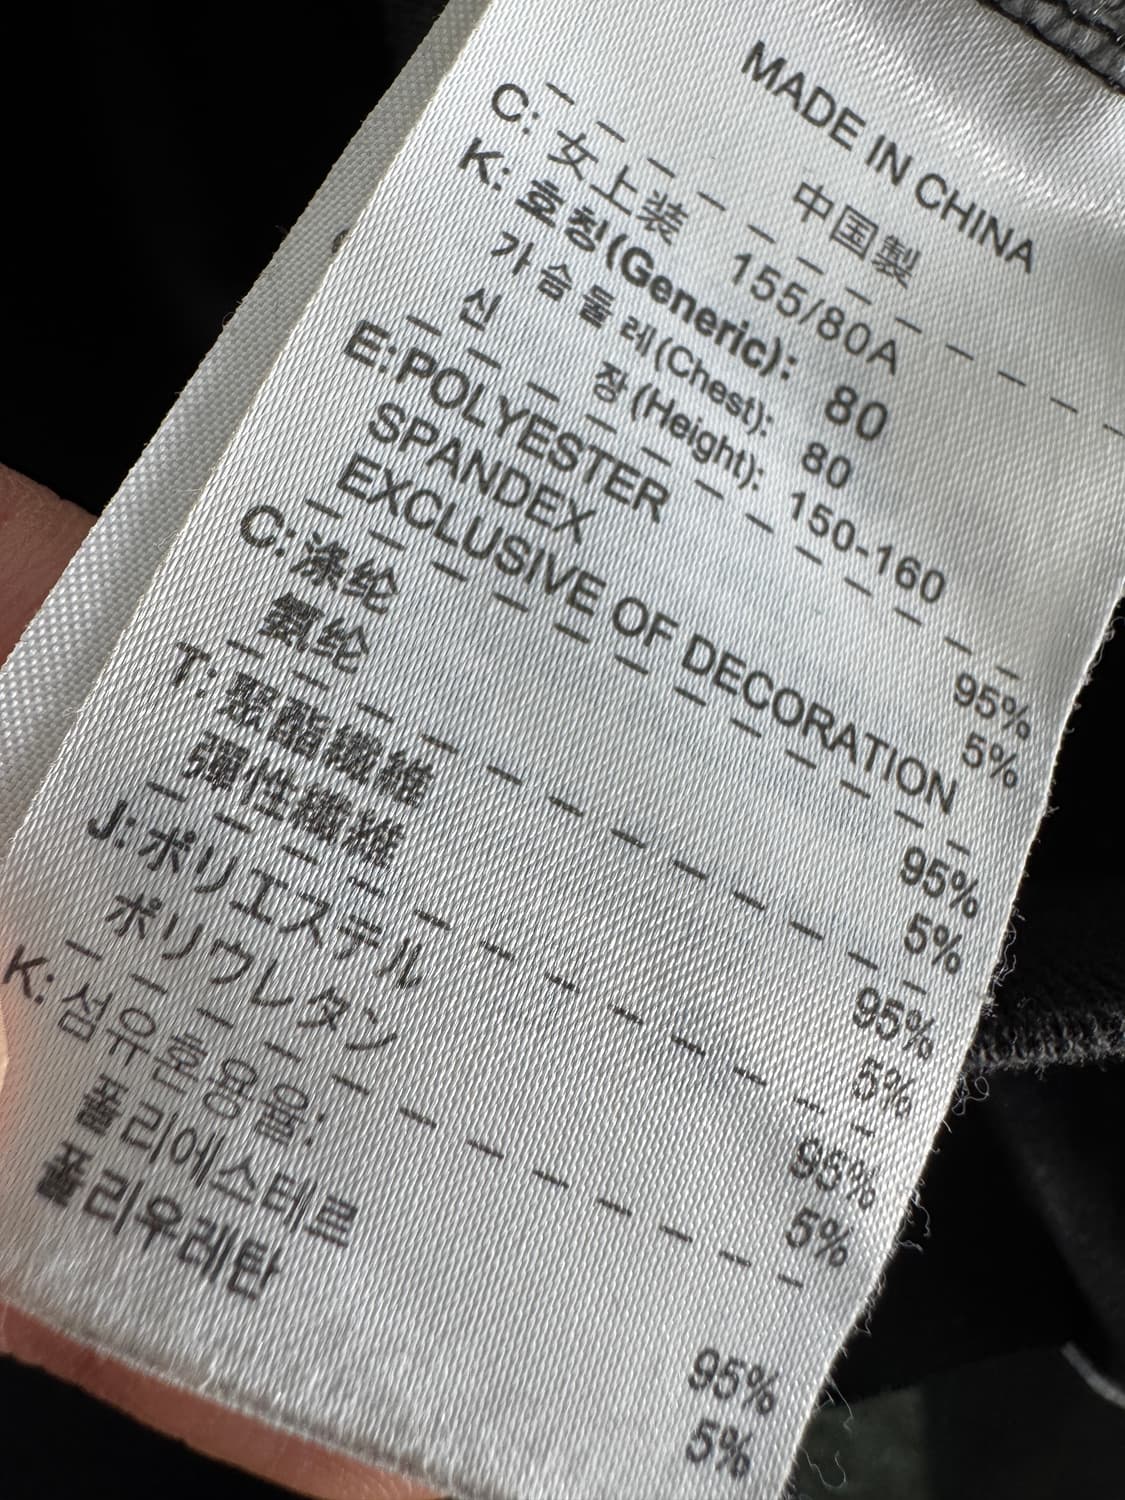 MADE IN CHINA
中国製
C: 女上装 155/80A
K: 호칭(Generic): 80
가슴둘레(Chest): 80
신 장(Height): 150-160
E:POLYESTER 95%
SPANDEX 5%
EXCLUSIVE OF DECORATION
C:涤纶 95%
氨纶 5%
T:聚酯纖維 95%
彈性纖維 5%
J:ポリエステル 95%
ポリウレタン 5%
K:섬유혼용율:
폴리에스테르 95%
폴리우레탄 5%